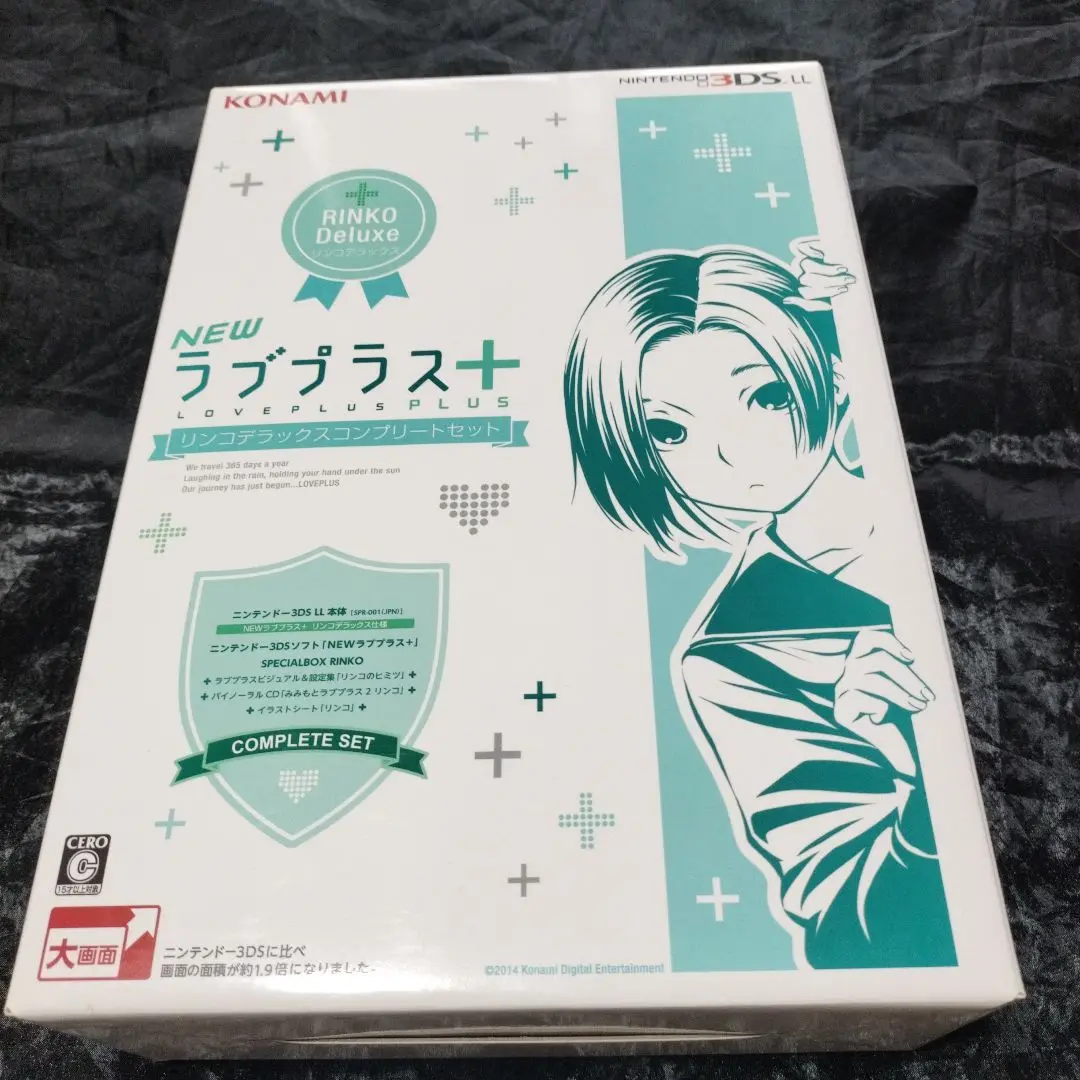 KONAMI
NINTENDO3DS LL
RINKO
Deluxe
リンコデラックス
NEW
ラブプラス+
LOVEPLUS PLUS
リンコデラックスコンプリートセット
We travel 365 days a year
Laughing in the rain, holding your hand under the sun
Our journey has just begun...LOVEPLUS
ニンテンドー3DS LL 本体 [SPR-001(JPN)]
NEWラブプラス+ リンコデラックス仕様
ニンテンドー3DSソフト「NEWラブプラス+」
SPECIALBOX RINKO
+ ラブプラスビジュアル&設定集「リンコのヒミツ」 +
+ バイノーラル CD「みみもとラブプラス 2 リンコ」 +
+ イラストシート「リンコ」 +
COMPLETE SET
CERO
C
15才以上対象
大画面
ニンテンドー3DSに比べ
画面の面積が約1.9倍になりました。
©2014 Konami Digital Entertainment